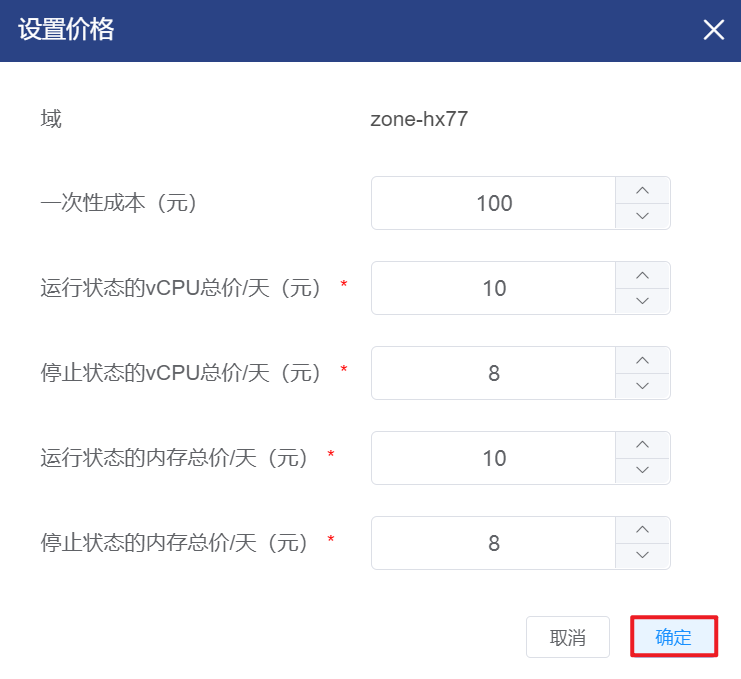 设置价格
域 zone-hx77
一次性成本（元） 100
运行状态的vCPU总价/天（元） * 10
停止状态的vCPU总价/天（元） * 8
运行状态的内存总价/天（元） * 10
停止状态的内存总价/天（元） * 8
取消 确定